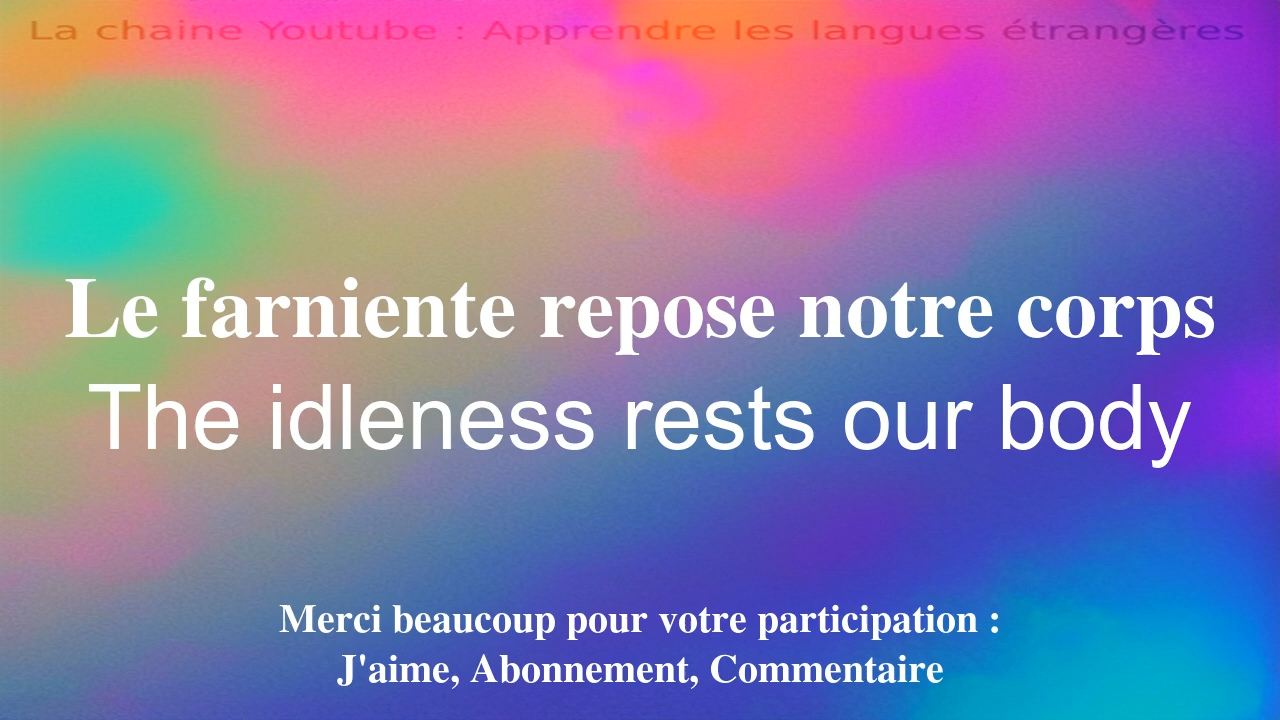 La chaine Youtube : Apprendre les langues étrangères
Le farniente repose notre corps
The idleness rests our body
Merci beaucoup pour votre participation :
J'aime, Abonnement, Commentaire